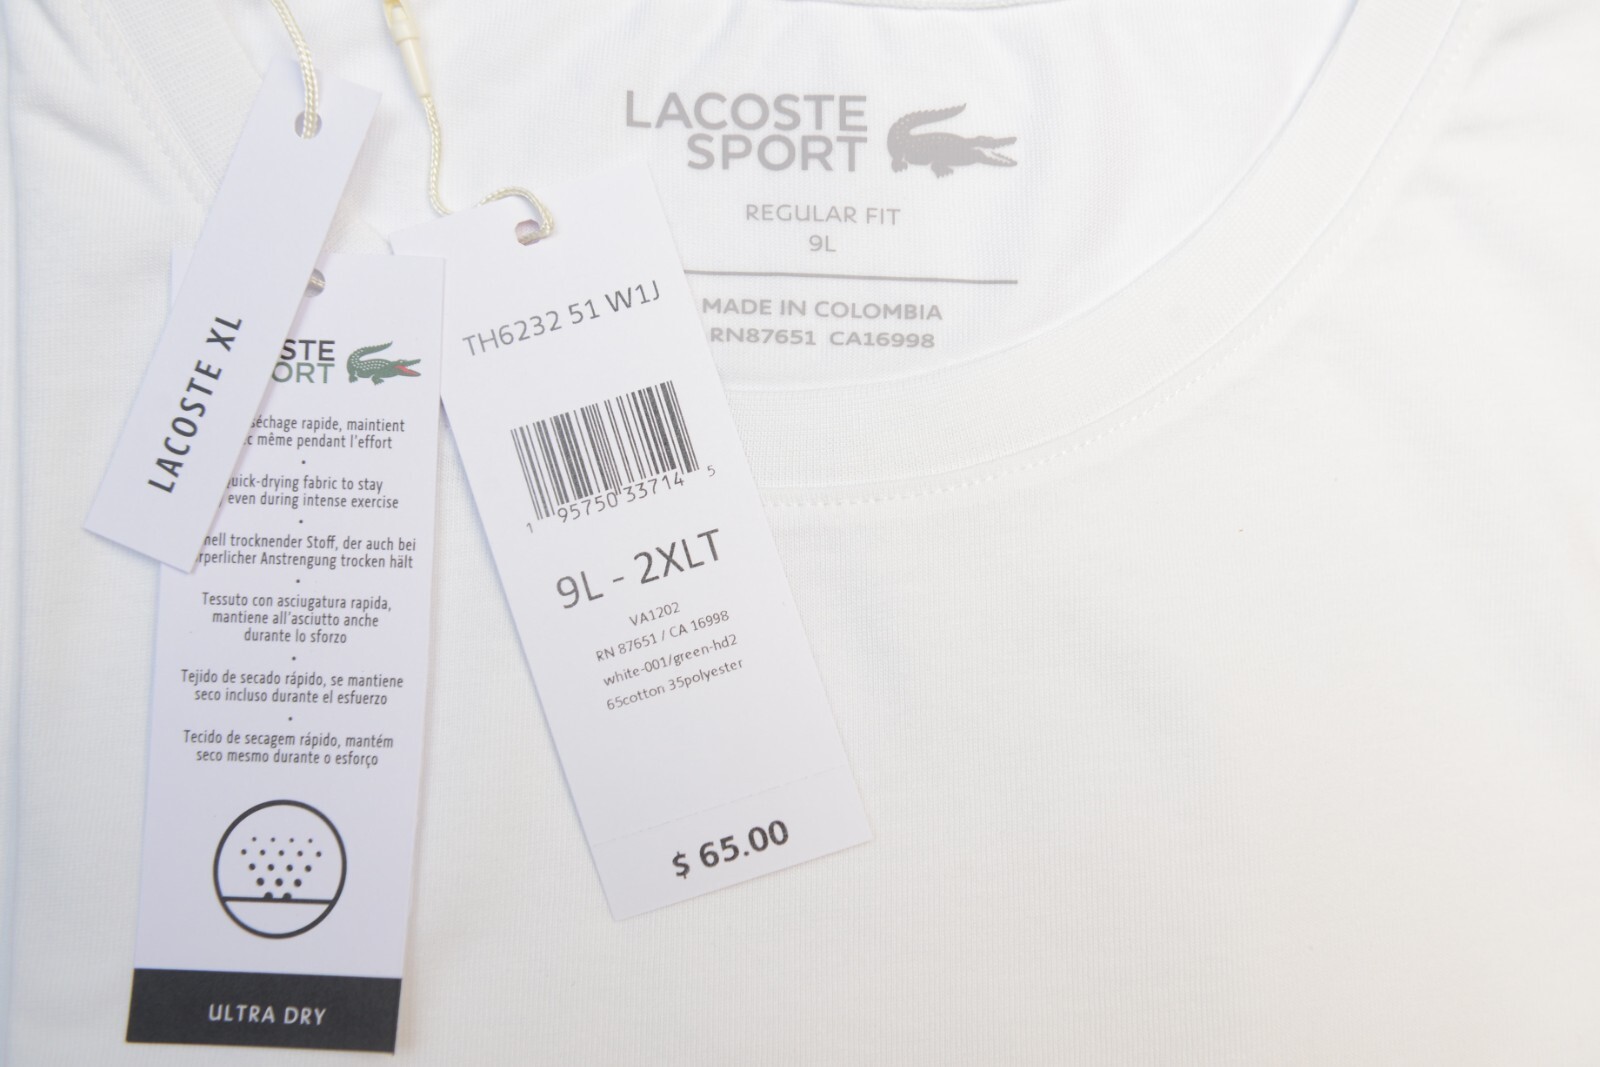 LACOSTE XL
STE
ORT
séchage rapide, maintient
même pendant l'effort
•
quick-drying fabric to stay
, even during intense exercise
•
nell trocknender Stoff, der auch bei
rperlicher Anstrengung trocken hält
•
Tessuto con asciugatura rapida,
mantiene all'asciutto anche
durante lo sforzo
•
Tejido de secado rápido, se mantiene
seco incluso durante el esfuerzo
•
Tecido de secagem rápido, mantém
seco mesmo durante o esforço
ULTRA DRY
TH6232 51 W1J
1 95750 33714 5
9L - 2XLT
VA1202
RN 87651 / CA 16998
white-001/green-hd2
65cotton 35polyester
$ 65.00
LACOSTE
SPORT
REGULAR FIT
9L
MADE IN COLOMBIA
RN87651 CA16998